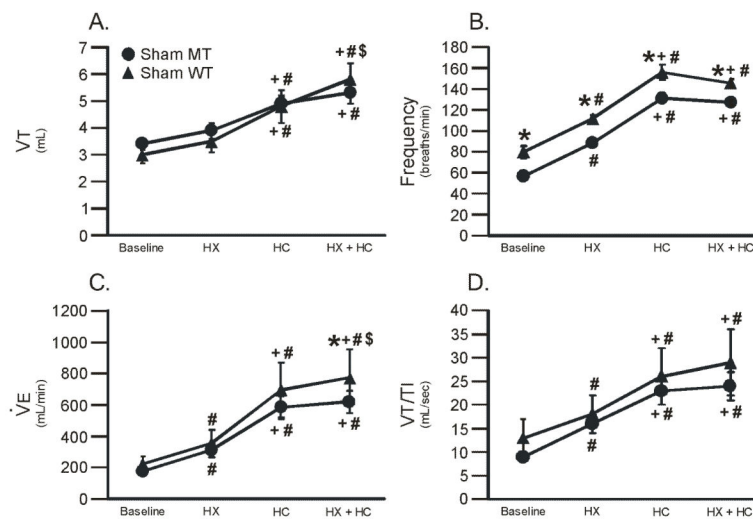 A.
Sham MT
Sham WT
VT
(mL)
7
6
5
4
3
2
1
0
+ # $
+ #
+ #
+ #
Baseline
HX
HC
HX + HC
B.
Frequency
(breaths/min)
180
160
140
120
100
80
60
40
20
0
*
* #
#
* + #
+ #
* + #
+ #
Baseline
HX
HC
HX + HC
C.
V̇E
(mL/min)
1200
1000
800
600
400
200
0
#
#
+ #
+ #
* + # $
+ #
Baseline
HX
HC
HX + HC
D.
VT/TI
(mL/sec)
40
35
30
25
20
15
10
5
0
#
#
+ #
+ #
+ #
+ #
Baseline
HX
HC
HX + HC